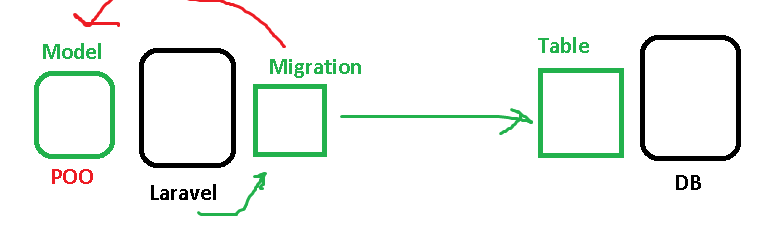 Model
Migration
Table
POO
Laravel
DB